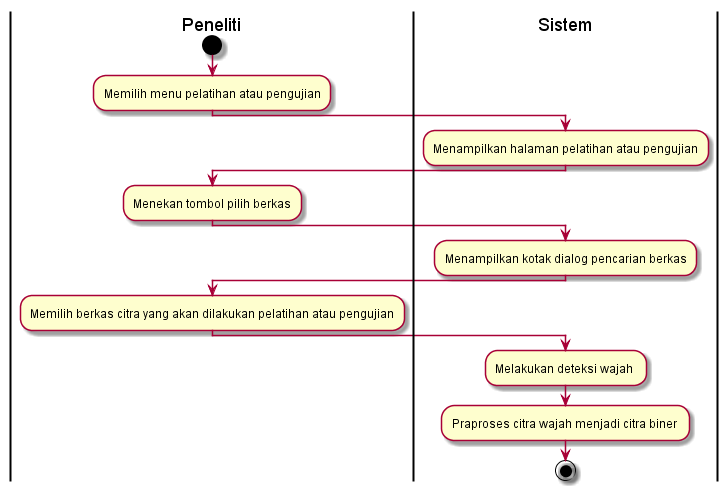 Peneliti
Sistem
Memilih menu pelatihan atau pengujian
Menampilkan halaman pelatihan atau pengujian
Menekan tombol pilih berkas
Menampilkan kotak dialog pencarian berkas
Memilih berkas citra yang akan dilakukan pelatihan atau pengujian
Melakukan deteksi wajah
Praproses citra wajah menjadi citra biner